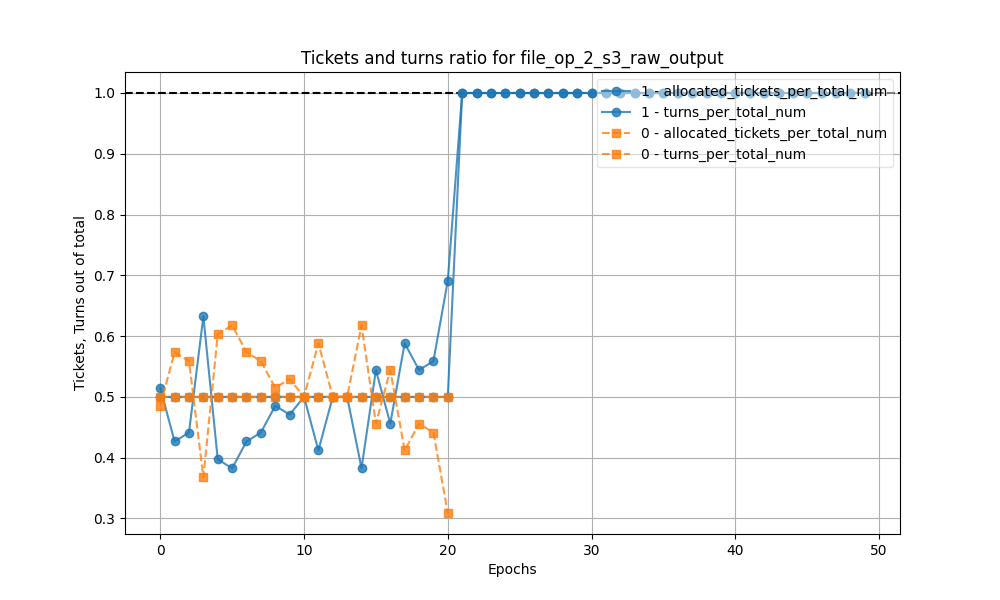 Tickets and turns ratio for file_op_2_s3_raw_output
1.0
0.9
0.8
0.7
0.6
0.5
0.4
0.3
Tickets, Turns out of total
1 - allocated_tickets_per_total_num
1 - turns_per_total_num
0 - allocated_tickets_per_total_num
0 - turns_per_total_num
0 10 20 30 40 50
Epochs